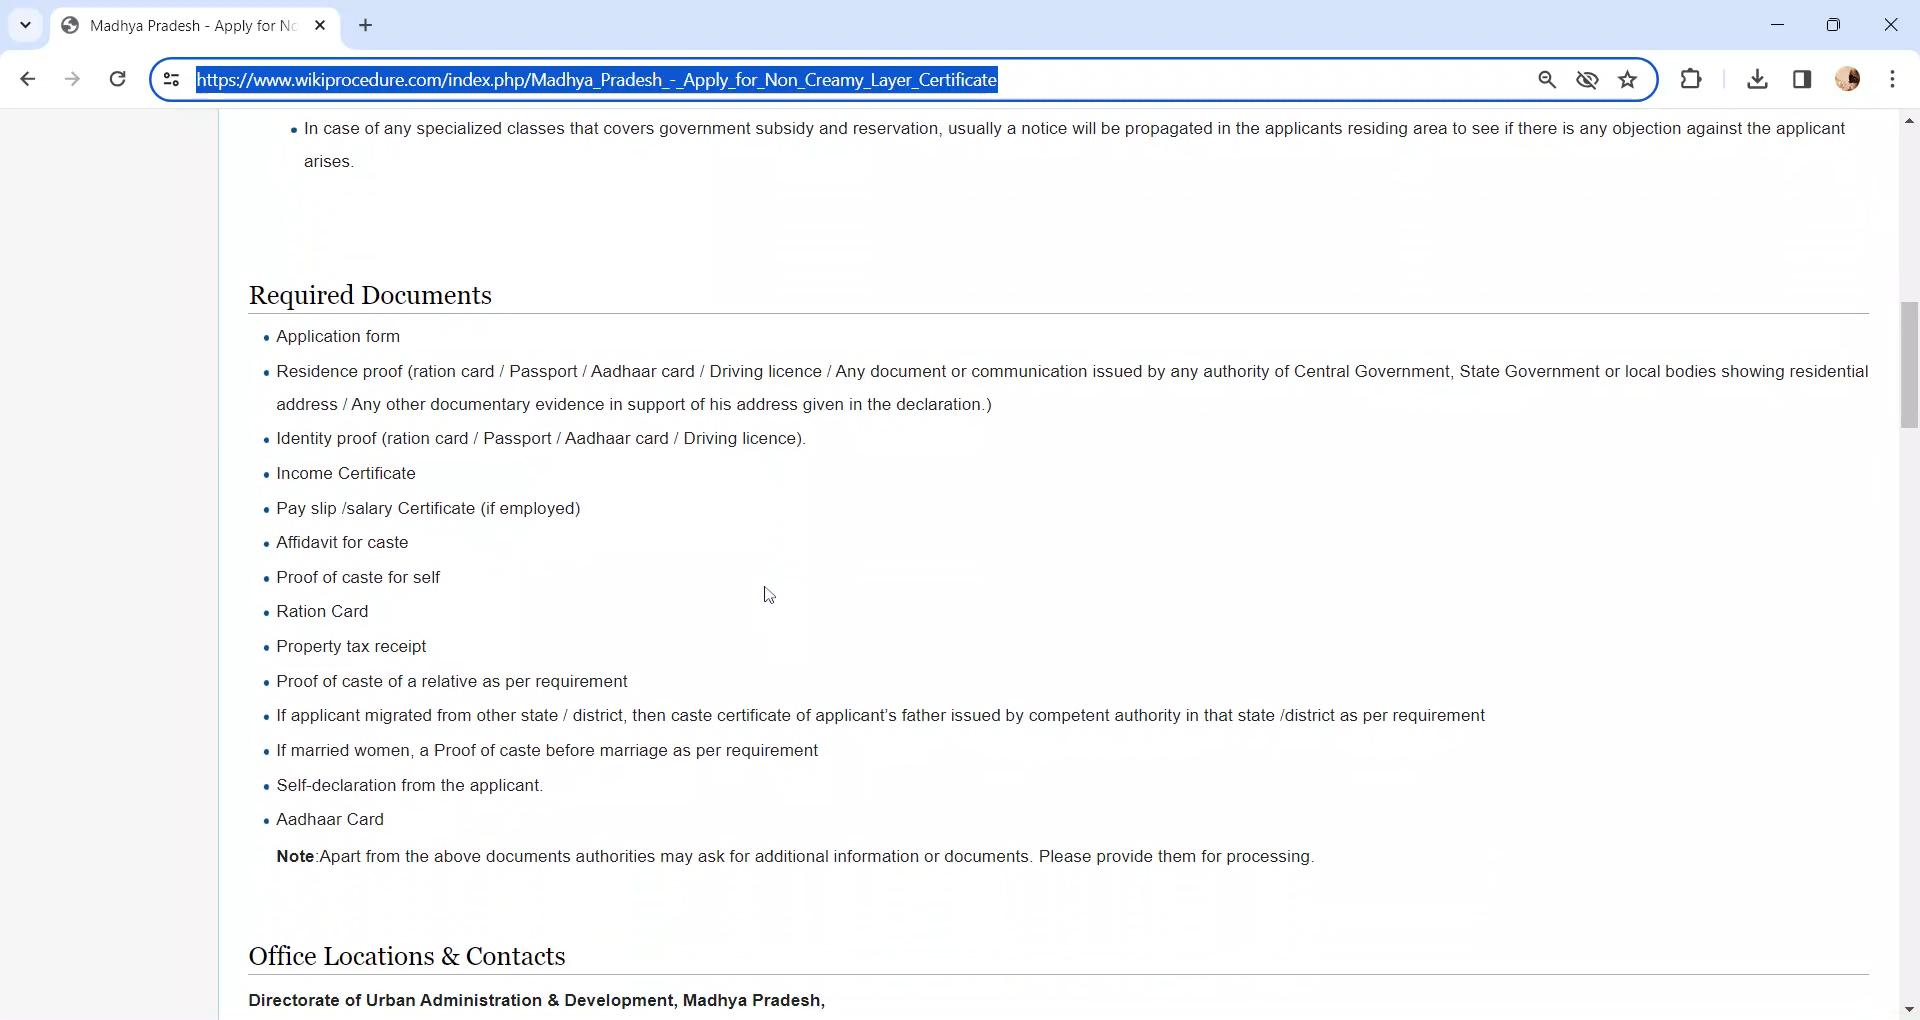 Madhya Pradesh - Apply for No
https://www.wikiprocedure.com/index.php/Madhya_Pradesh_-_Apply_for_Non_Creamy_Layer_Certificate
• In case of any specialized classes that covers government subsidy and reservation, usually a notice will be propagated in the applicants residing area to see if there is any objection against the applicant
arises.
Required Documents
• Application form
• Residence proof (ration card / Passport / Aadhaar card / Driving licence / Any document or communication issued by any authority of Central Government, State Government or local bodies showing residential
address / Any other documentary evidence in support of his address given in the declaration.)
• Identity proof (ration card / Passport / Aadhaar card / Driving licence).
• Income Certificate
• Pay slip /salary Certificate (if employed)
• Affidavit for caste
• Proof of caste for self
• Ration Card
• Property tax receipt
• Proof of caste of a relative as per requirement
• If applicant migrated from other state / district, then caste certificate of applicant's father issued by competent authority in that state /district as per requirement
• If married women, a Proof of caste before marriage as per requirement
• Self-declaration from the applicant.
• Aadhaar Card
Note:Apart from the above documents authorities may ask for additional information or documents. Please provide them for processing.
Office Locations & Contacts
Directorate of Urban Administration & Development, Madhya Pradesh,